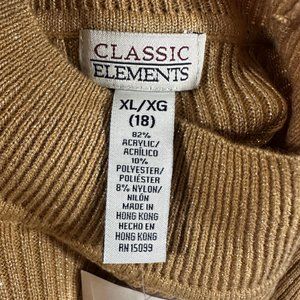 CLASSIC
ELEMENTS
XL/XG
(18)
82%
ACRYLIC/
ACRÍLICO
10%
POLYESTER/
POLIÉSTER
8% NYLON/
NILÓN
MADE IN
HONG KONG
HECHO EN
HONG KONG
RN 15099